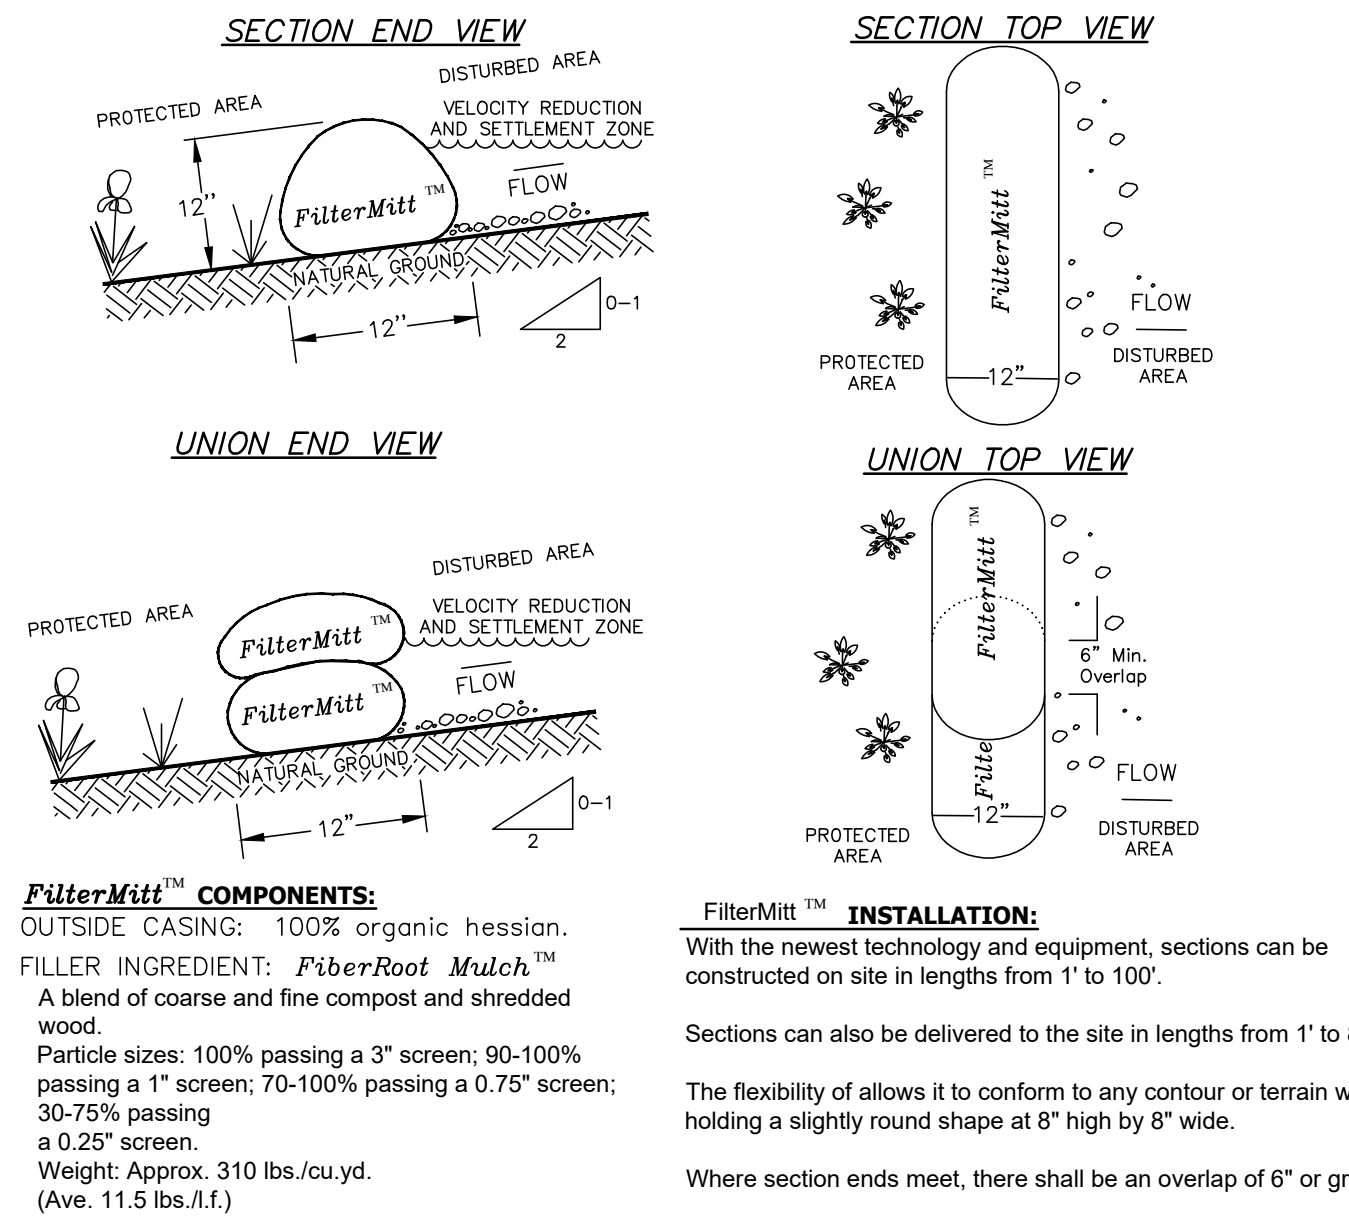 SECTION END VIEW
DISTURBED AREA
PROTECTED AREA
VELOCITY REDUCTION
AND SETTLEMENT ZONE
12’’
FilterMitt TM
FLOW
NATURAL GROUND
12’’
0-1
2
SECTION TOP VIEW
FilterMitt TM
FLOW
PROTECTED
AREA
DISTURBED
AREA
12”
UNION END VIEW
DISTURBED AREA
PROTECTED AREA
VELOCITY REDUCTION
AND SETTLEMENT ZONE
FilterMitt TM
FilterMitt TM
FLOW
NATURAL GROUND
12”
0-1
2
UNION TOP VIEW
FilterMitt TM
6” Min.
Overlap
Filte
FLOW
12”
PROTECTED
AREA
DISTURBED
AREA
FilterMitt TM COMPONENTS:
OUTSIDE CASING: 100% organic hessian.
FILLER INGREDIENT: FiberRoot Mulch TM
A blend of coarse and fine compost and shredded
wood.
Particle sizes: 100% passing a 3" screen; 90-100%
passing a 1" screen; 70-100% passing a 0.75" screen;
30-75% passing
a 0.25" screen.
Weight: Approx. 310 lbs./cu.yd.
(Ave. 11.5 lbs./l.f.)
FilterMitt TM INSTALLATION:
With the newest technology and equipment, sections can be
constructed on site in lengths from 1' to 100'.
Sections can also be delivered to the site in lengths from 1' to
The flexibility of allows it to conform to any contour or terrain
holding a slightly round shape at 8" high by 8" wide.
Where section ends meet, there shall be an overlap of 6" or